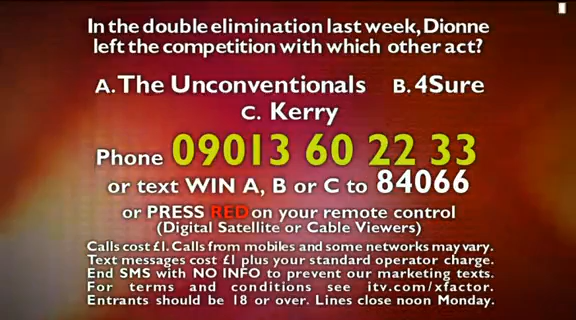 In the double elimination last week, Dionne
left the competition with which other act?
A. The Unconventionals B. 4Sure
C. Kerry
Phone 09013 60 22 33
or text WIN A, B or C to 84066
or PRESS RED on your remote control
(Digital Satellite or Cable Viewers)
Calls cost £1. Calls from mobiles and some networks may vary.
Text messages cost £1 plus your standard operator charge.
End SMS with NO INFO to prevent our marketing texts.
For terms and conditions see itv.com/xfactor.
Entrants should be 18 or over. Lines close noon Monday.